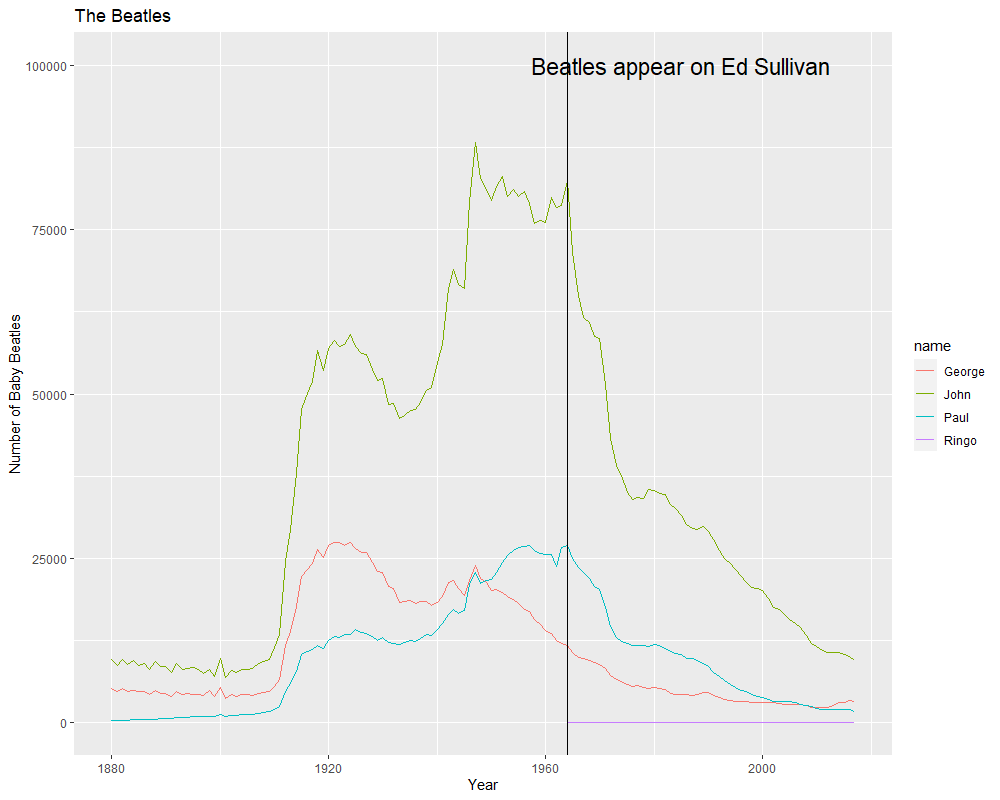 The Beatles
100000
Beatles appear on Ed Sullivan
75000
50000
25000
0
Number of Baby Beatles
1880
1920
1960
2000
Year
name
George
John
Paul
Ringo